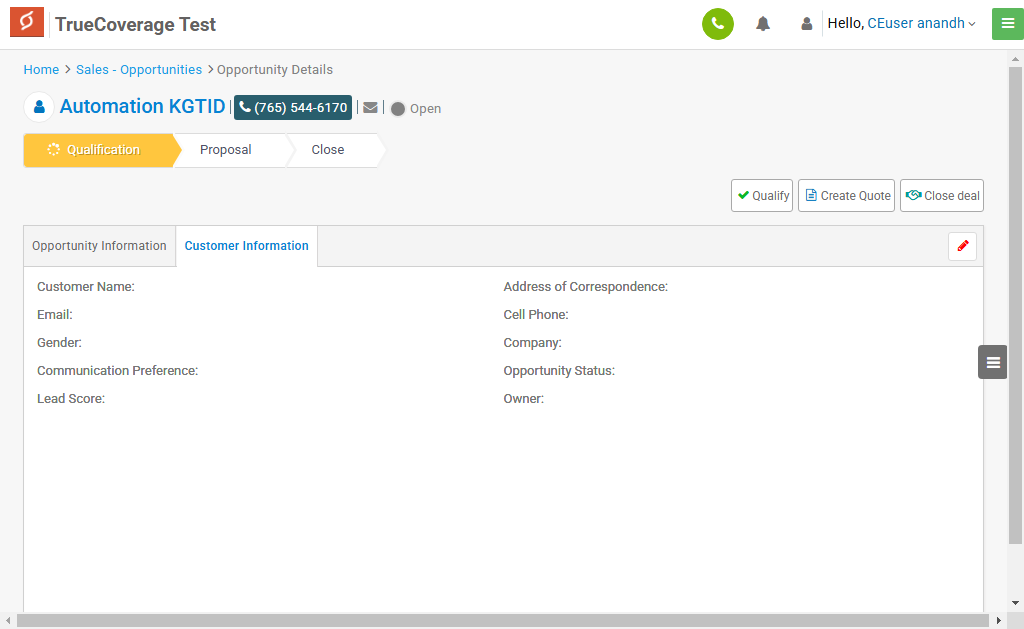 TrueCoverage Test
Hello, CEuser anandh
Home > Sales - Opportunities > Opportunity Details
Automation KGTID | (765) 544-6170 | | Open
Qualification Proposal Close
Qualify Create Quote Close deal
Opportunity Information Customer Information
Customer Name: Address of Correspondence:
Email: Cell Phone:
Gender: Company:
Communication Preference: Opportunity Status:
Lead Score: Owner: